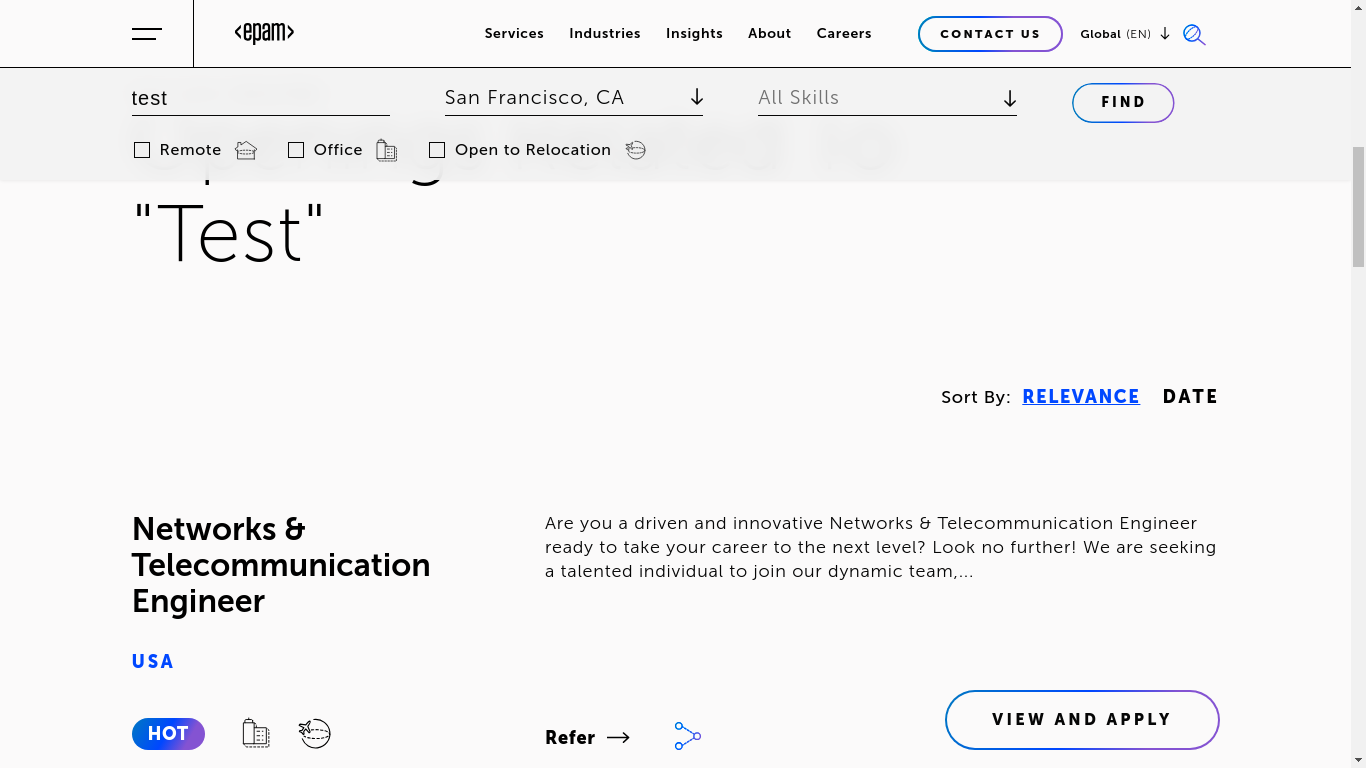 <epam>
Services Industries Insights About Careers CONTACT US Global (EN)
test San Francisco, CA All Skills FIND
Remote Office Open to Relocation
"Test"
Sort By: RELEVANCE DATE
Networks &
Telecommunication
Engineer
Are you a driven and innovative Networks & Telecommunication Engineer
ready to take your career to the next level? Look no further! We are seeking
a talented individual to join our dynamic team,...
USA
HOT
Refer
VIEW AND APPLY